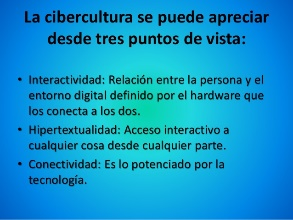 La cibercultura se puede apreciar
desde tres puntos de vista:
• Interactividad: Relación entre la persona y el
entorno digital definido por el hardware que
los conecta a los dos.
• Hipertextualidad: Acceso interactivo a
cualquier cosa desde cualquier parte.
• Conectividad: Es lo potenciado por la
tecnología.